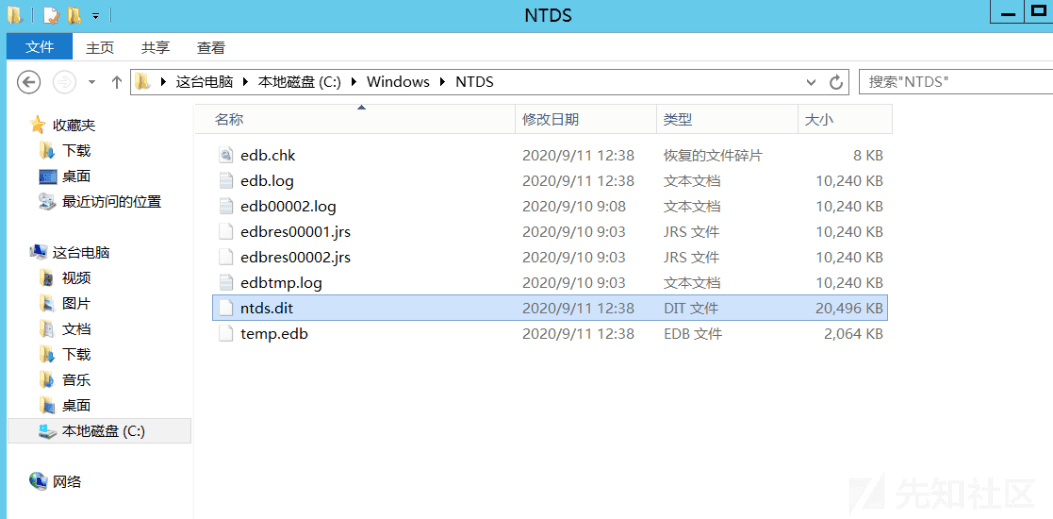 NTDS
文件 主页 共享 查看
这台电脑 本地磁盘 (C:) Windows NTDS 搜索"NTDS"
收藏夹
下载
桌面
最近访问的位置
这台电脑
视频
图片
文档
下载
音乐
桌面
本地磁盘 (C:)
网络
名称 修改日期 类型 大小
edb.chk 2020/9/11 12:38 恢复的文件碎片 8 KB
edb.log 2020/9/11 12:38 文本文档 10,240 KB
edb00002.log 2020/9/10 9:08 文本文档 10,240 KB
edbres00001.jrs 2020/9/10 9:03 JRS 文件 10,240 KB
edbres00002.jrs 2020/9/10 9:03 JRS 文件 10,240 KB
edbtmp.log 2020/9/10 9:03 文本文档 10,240 KB
ntds.dit 2020/9/11 12:38 DIT 文件 20,496 KB
temp.edb 2020/9/11 12:38 EDB 文件 2,064 KB
先知社区